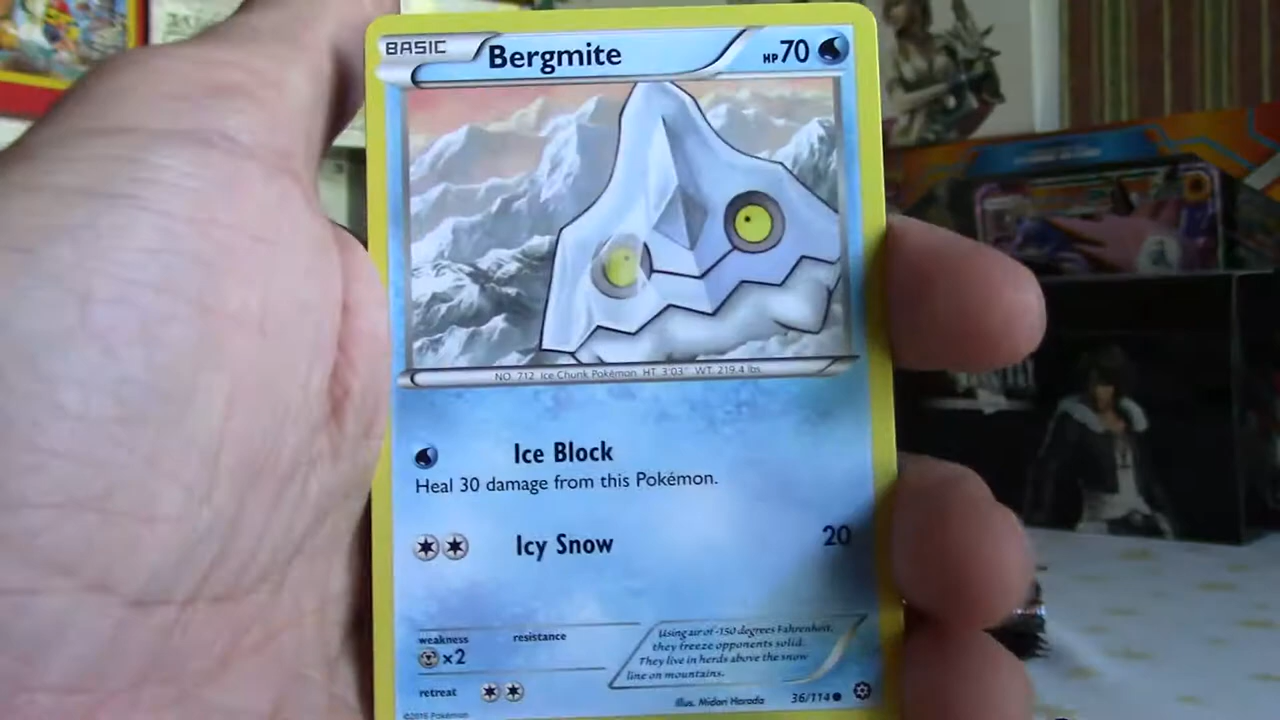 BASIC
Bergmite
HP70
NO. 712 Ice Chunk Pokémon HT. 3'03" WT. 219.4 lbs.
Ice Block
Heal 30 damage from this Pokémon.
Icy Snow 20
weakness resistance
×2
retreat
Using air of -150 degrees Fahrenheit,
they freeze opponents solid.
They live in herds above the snow
line on mountains.
Illus. Midori Harada 36/114
©2016 Pokémon